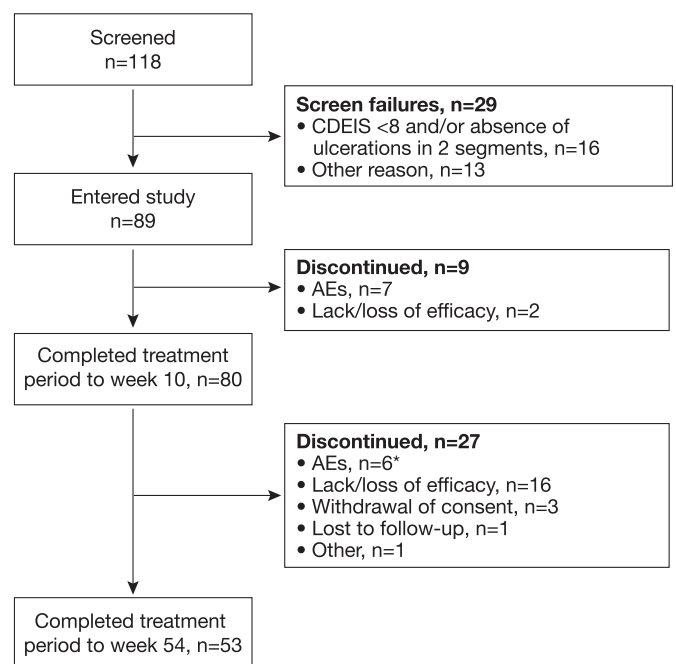 Screened
n=118
Screen failures, n=29
• CDEIS <8 and/or absence of
ulcerations in 2 segments, n=16
• Other reason, n=13
Entered study
n=89
Discontinued, n=9
• AEs, n=7
• Lack/loss of efficacy, n=2
Completed treatment
period to week 10, n=80
Discontinued, n=27
• AEs, n=6*
• Lack/loss of efficacy, n=16
• Withdrawal of consent, n=3
• Lost to follow-up, n=1
• Other, n=1
Completed treatment
period to week 54, n=53